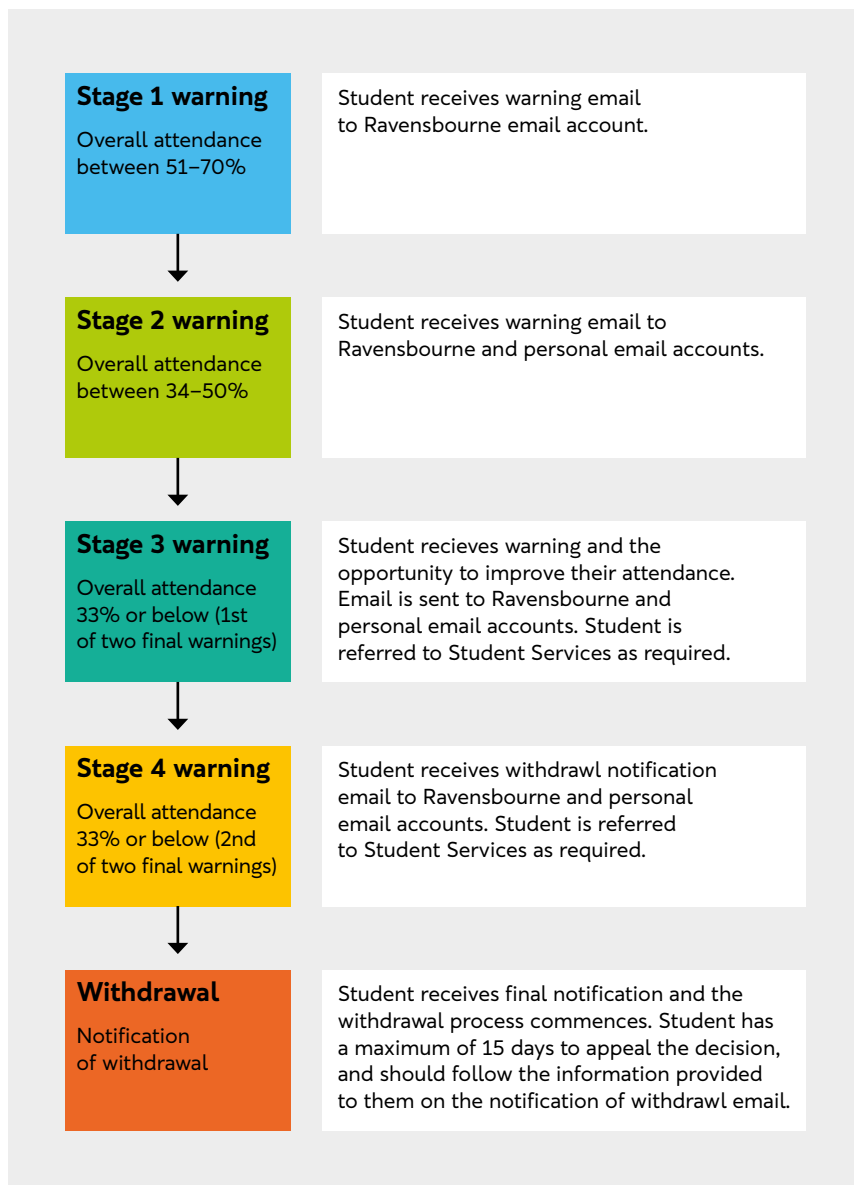 Stage 1 warning
Overall attendance
between 51–70%
Student receives warning email
to Ravensbourne email account.
Stage 2 warning
Overall attendance
between 34–50%
Student receives warning email to
Ravensbourne and personal email accounts.
Stage 3 warning
Overall attendance
33% or below (1st
of two final warnings)
Student recieves warning and the
opportunity to improve their attendance.
Email is sent to Ravensbourne and
personal email accounts. Student is
referred to Student Services as required.
Stage 4 warning
Overall attendance
33% or below (2nd
of two final warnings)
Student receives withdrawl notification
email to Ravensbourne and personal
email accounts. Student is referred
to Student Services as required.
Withdrawal
Notification
of withdrawal
Student receives final notification and the
withdrawal process commences. Student has
a maximum of 15 days to appeal the decision,
and should follow the information provided
to them on the notification of withdrawl email.